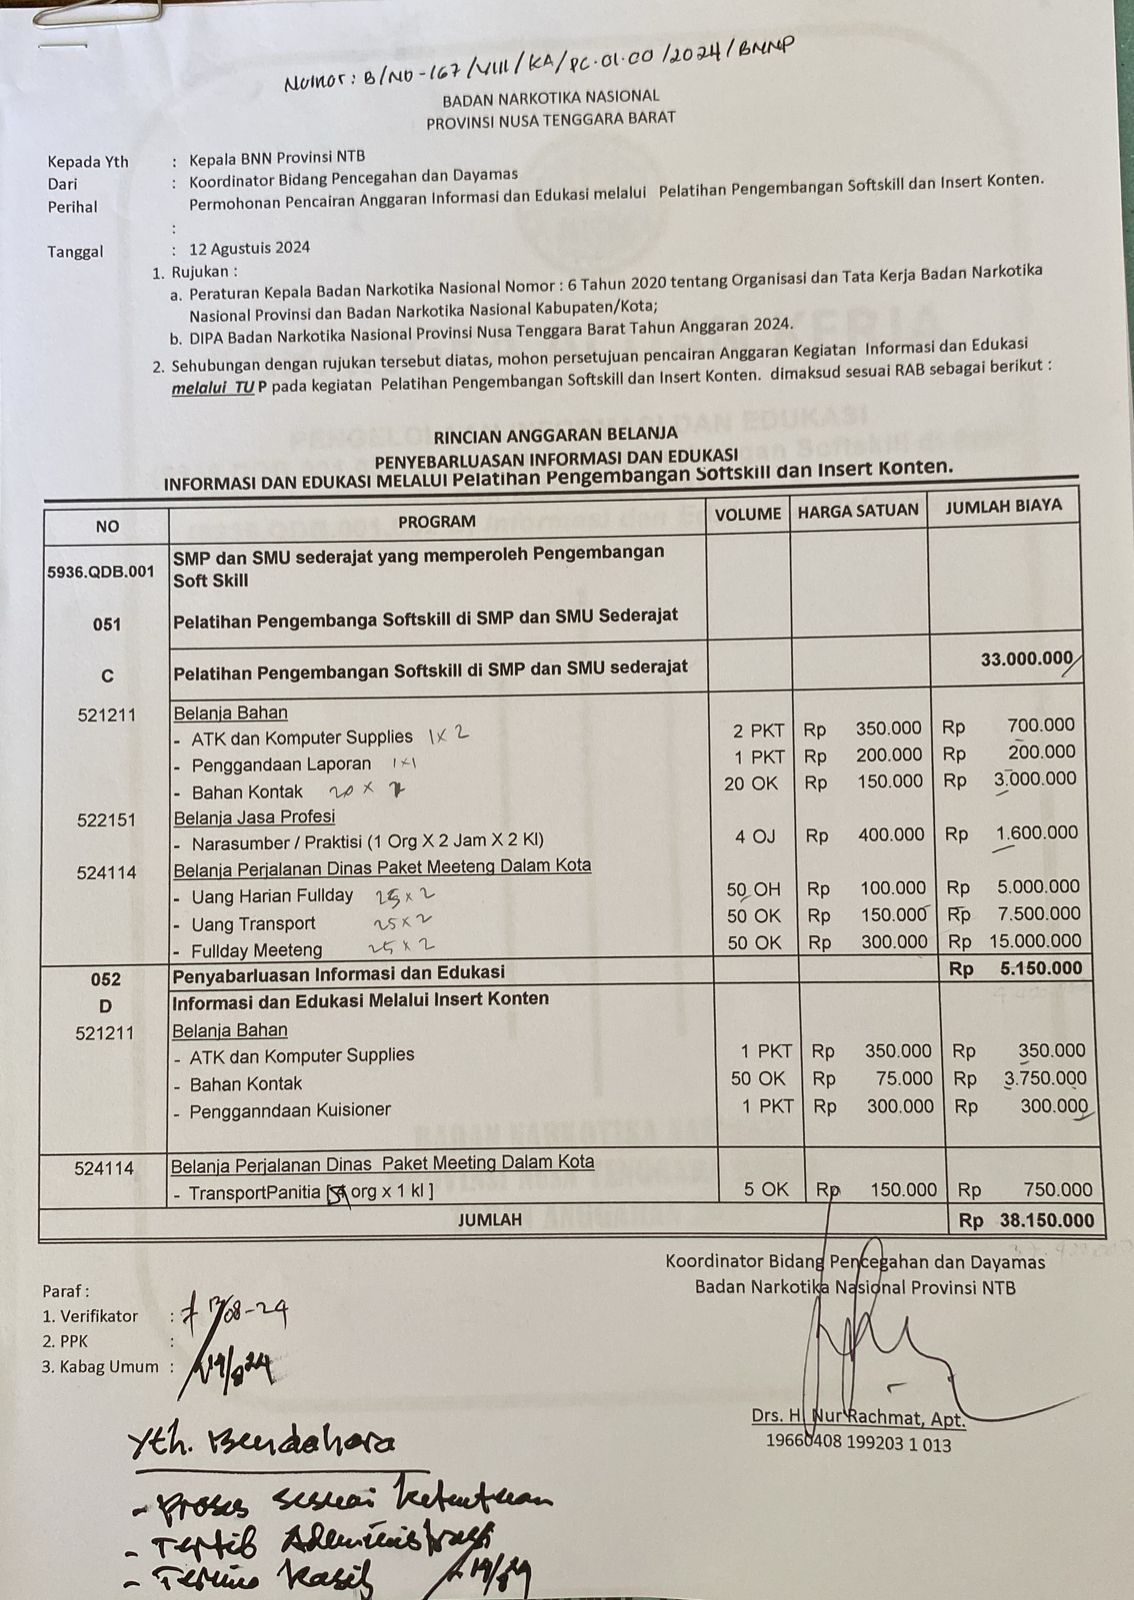 Nomor : B/ND-167/VIII/KA/PC.01.00/2024/BNNP
BADAN NARKOTIKA NASIONAL
PROVINSI NUSA TENGGARA BARAT
Kepada Yth : Kepala BNN Provinsi NTB
Dari : Koordinator Bidang Pencegahan dan Dayamas
Perihal Permohonan Pencairan Anggaran Informasi dan Edukasi melalui Pelatihan Pengembangan Softskill dan Insert Konten.
:
Tanggal : 12 Agustuis 2024
1. Rujukan :
a. Peraturan Kepala Badan Narkotika Nasional Nomor : 6 Tahun 2020 tentang Organisasi dan Tata Kerja Badan Narkotika
Nasional Provinsi dan Badan Narkotika Nasional Kabupaten/Kota;
b. DIPA Badan Narkotika Nasional Provinsi Nusa Tenggara Barat Tahun Anggaran 2024.
2. Sehubungan dengan rujukan tersebut diatas, mohon persetujuan pencairan Anggaran Kegiatan Informasi dan Edukasi
melalui TU P pada kegiatan Pelatihan Pengembangan Softskill dan Insert Konten. dimaksud sesuai RAB sebagai berikut :
RINCIAN ANGGARAN BELANJA
PENYEBARLUASAN INFORMASI DAN EDUKASI
INFORMASI DAN EDUKASI MELALUI Pelatihan Pengembangan Softskill dan Insert Konten.
NO PROGRAM VOLUME HARGA SATUAN JUMLAH BIAYA
5936.QDB.001 SMP dan SMU sederajat yang memperoleh Pengembangan
Soft Skill
051 Pelatihan Pengembanga Softskill di SMP dan SMU Sederajat
C Pelatihan Pengembangan Softskill di SMP dan SMU sederajat 33.000.000
521211 Belanja Bahan
- ATK dan Komputer Supplies 1x2 2 PKT Rp 350.000 Rp 700.000
- Penggandaan Laporan 1x1 1 PKT Rp 200.000 Rp 200.000
- Bahan Kontak 20 x 20 OK Rp 150.000 Rp 3.000.000
522151 Belanja Jasa Profesi
- Narasumber / Praktisi (1 Org X 2 Jam X 2 Kl) 4 OJ Rp 400.000 Rp 1.600.000
524114 Belanja Perjalanan Dinas Paket Meeteng Dalam Kota
- Uang Harian Fullday 25x2 50 OH Rp 100.000 Rp 5.000.000
- Uang Transport 25x2 50 OK Rp 150.000 Rp 7.500.000
- Fullday Meeteng 25x2 50 OK Rp 300.000 Rp 15.000.000
052 Penyabarluasan Informasi dan Edukasi Rp 5.150.000
D Informasi dan Edukasi Melalui Insert Konten
521211 Belanja Bahan
- ATK dan Komputer Supplies 1 PKT Rp 350.000 Rp 350.000
- Bahan Kontak 50 OK Rp 75.000 Rp 3.750.000
- Pengganndaan Kuisioner 1 PKT Rp 300.000 Rp 300.000
524114 Belanja Perjalanan Dinas Paket Meeting Dalam Kota
- TransportPanitia [ org x 1 kl ] 5 OK Rp 150.000 Rp 750.000
JUMLAH Rp 38.150.000
Koordinator Bidang Pencegahan dan Dayamas
Badan Narkotika Nasional Provinsi NTB
Paraf :
1. Verifikator :
2. PPK :
3. Kabag Umum : 19/8 24
Drs. H. Nur Rachmat, Apt.
19660408 199203 1 013
Yth. Bendahara
- Proses sesuai ketentuan
- Tertib Administrasi
- Terima kasih 19/8 24